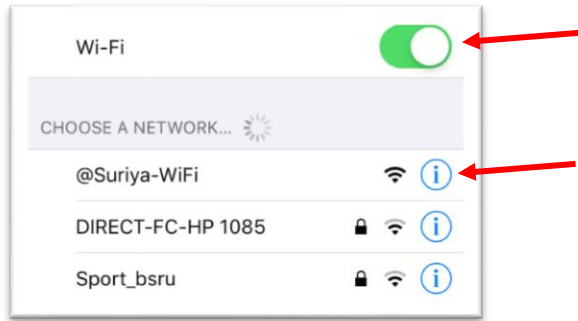 Wi-Fi
CHOOSE A NETWORK...
@Suriya-WiFi
DIRECT-FC-HP 1085
Sport_bsru